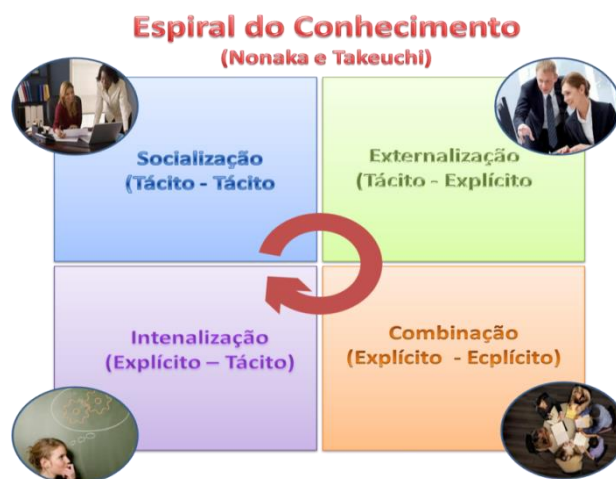 Espiral do Conhecimento
(Nonaka e Takeuchi)
Socialização
(Tácito - Tácito
Externalização
(Tácito - Explícito
Intenalização
(Explícito – Tácito)
Combinação
(Explícito - Ecplícito)